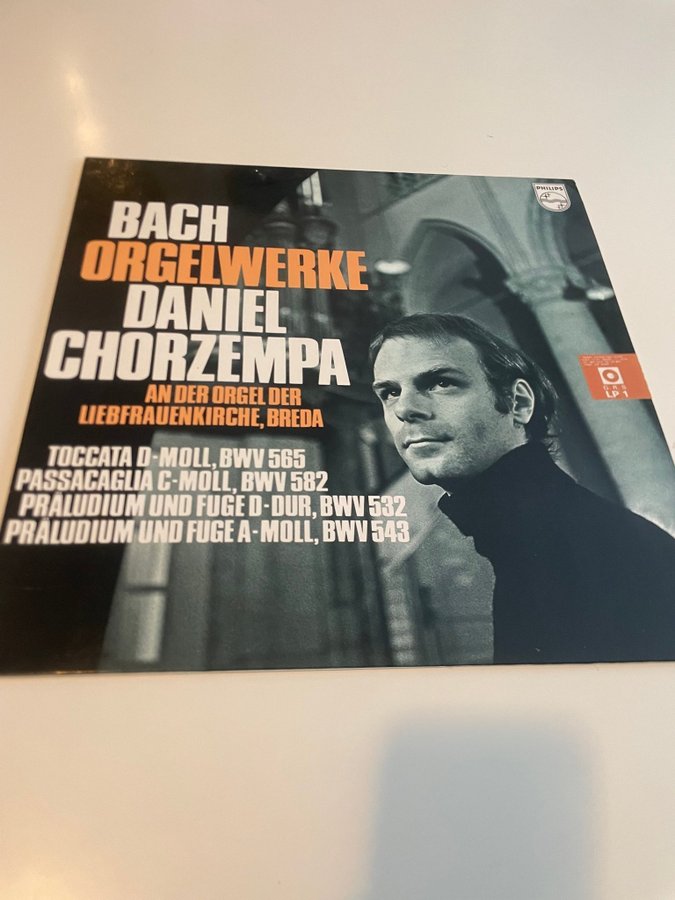 PHILIPS
BACH
ORGELWERKE
DANIEL
CHORZEMPA
AN DER ORGEL DER
LIEBFRAUENKIRCHE, BREDA
TOCCATA D-MOLL, BWV 565
PASSACAGLIA C-MOLL, BWV 582
PRÄLUDIUM UND FUGE D-DUR, BWV 532
PRÄLUDIUM UND FUGE A-MOLL, BWV 543
LP 1